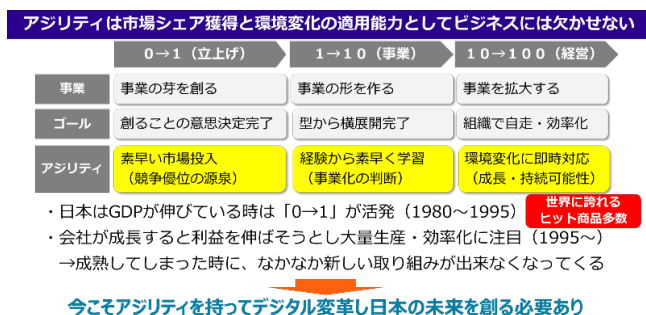 アジリティは市場シェア獲得と環境変化の適用能力としてビジネスには欠かせない
0→1（立上げ）
1→10（事業）
10→100（経営）
事業
事業の芽を創る
事業の形を作る
事業を拡大する
ゴール
創ることの意思決定完了
型から横展開完了
組織で自走・効率化
アジリティ
素早い市場投入
（競争優位の源泉）
経験から素早く学習
（事業化の判断）
環境変化に即時対応
（成長・持続可能性）
・日本はGDPが伸びている時は「0→1」が活発（1980～1995）
世界に誇れる
ヒット商品多数
・会社が成長すると利益を伸ばそうとし大量生産・効率化に注目（1995～）
→成熟してしまった時に、なかなか新しい取り組みが出来なくなってくる
今こそアジリティを持ってデジタル変革し日本の未来を創る必要あり